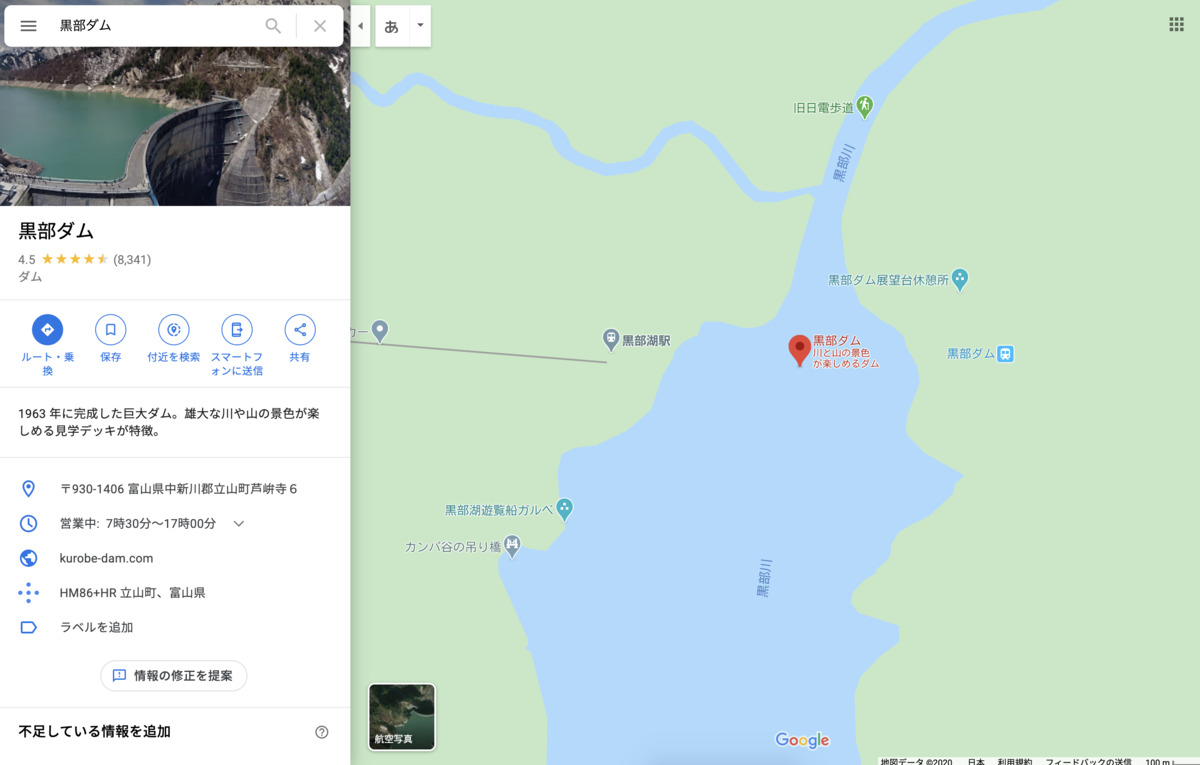 黒部ダム
あ
黒部ダム
4.5 (8,341)
ダム
ルート・乗
換
保存
付近を検索
スマートフ
ォンに送信
共有
1963 年に完成した巨大ダム。雄大な川や山の景色が楽
しめる見学デッキが特徴。
〒930-1406 富山県中新川郡立山町芦峅寺6
営業中: 7時30分～17時00分
kurobe-dam.com
HM86+HR 立山町、富山県
ラベルを追加
情報の修正を提案
不足している情報を追加
旧日電歩道
黒部川
黒部ダム展望台休憩所
カー
黒部湖駅
黒部ダム
川と山の景色
が楽しめるダム
黒部ダム
黒部湖遊覧船ガルベ
カンバ谷の吊り橋
黒部川
航空写真
Google
地図データ ©2020 日本 利用規約 フィードバックの送信 100 m